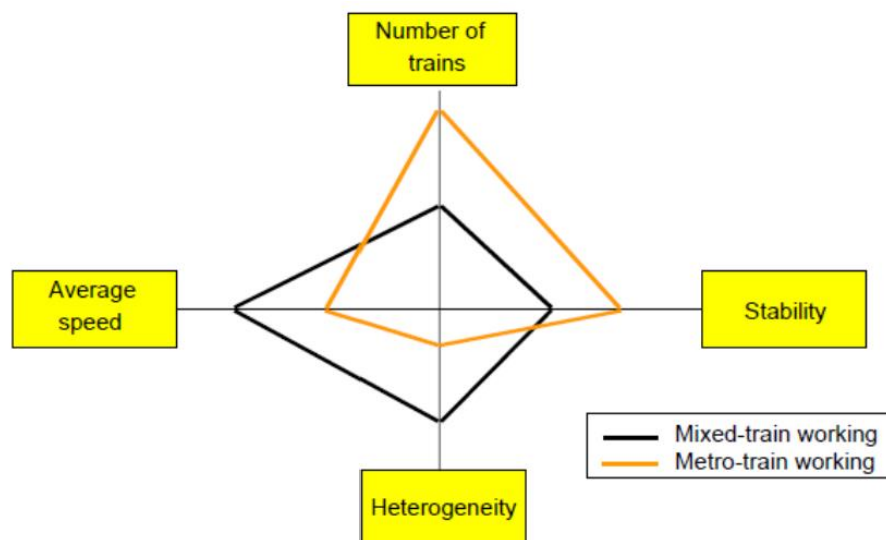 Number of
trains
Average
speed
Stability
Mixed-train working
Metro-train working
Heterogeneity